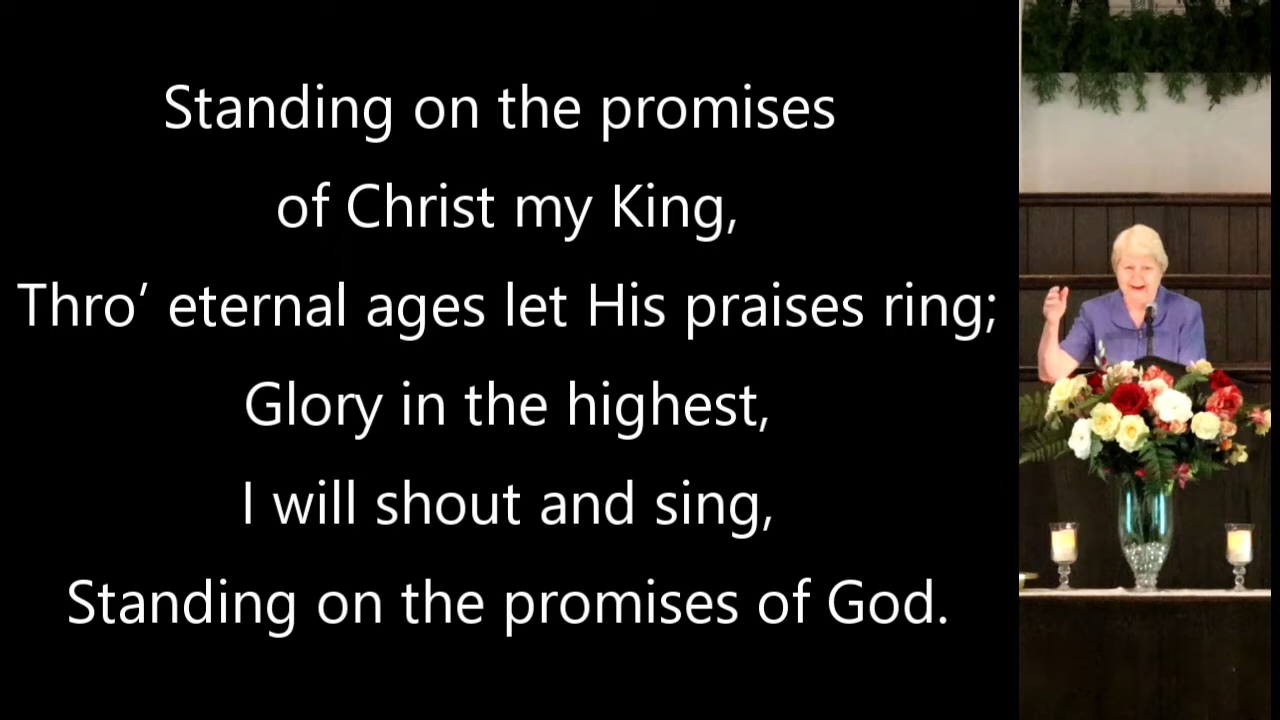 Standing on the promises
of Christ my King,
Thro’ eternal ages let His praises ring;
Glory in the highest,
I will shout and sing,
Standing on the promises of God.